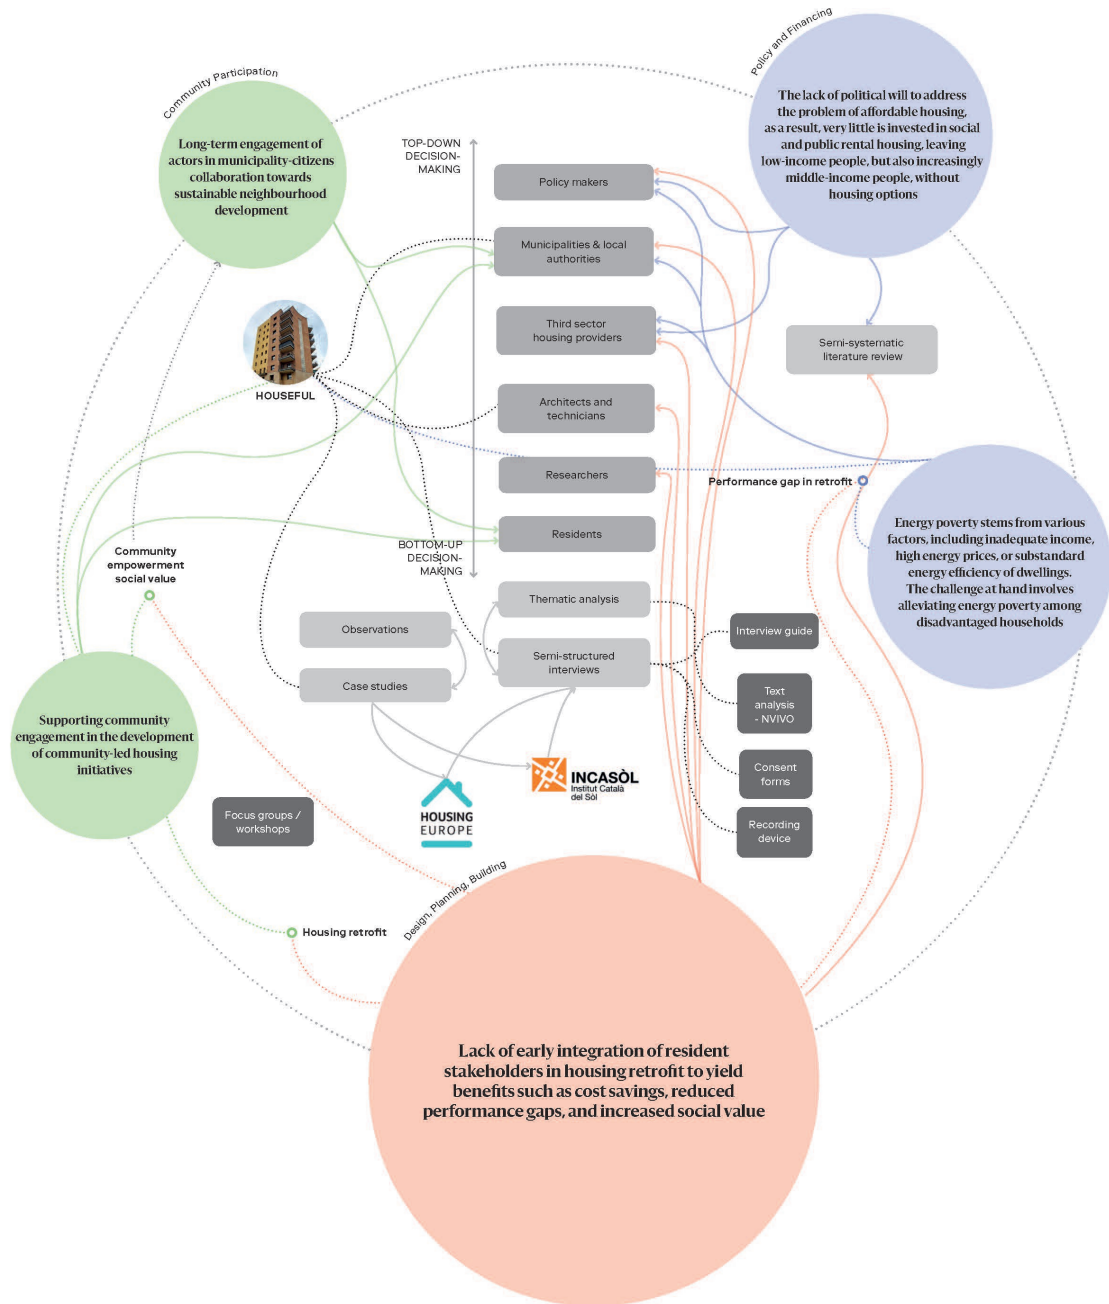 Community Participation
Policy and Financing
Long-term engagement of
actors in municipality-citizens
collaboration towards
sustainable neighbourhood
development
The lack of political will to address
the problem of affordable housing,
as a result, very little is invested in social
and public rental housing, leaving
low-income people, but also increasingly
middle-income people, without
housing options
TOP-DOWN
DECISION-
MAKING
Policy makers
Municipalities & local
authorities
Third sector
housing providers
Semi-systematic
literature review
HOUSEFUL
Architects and
technicians
Researchers
Performance gap in retrofit
Residents
BOTTOM-UP
DECISION-
MAKING
Energy poverty stems from various
factors, including inadequate income,
high energy prices, or substandard
energy efficiency of dwellings.
The challenge at hand involves
alleviating energy poverty among
disadvantaged households
Community
empowerment
social value
Thematic analysis
Observations
Interview guide
Semi-structured
interviews
Case studies
Text
analysis
- NVIVO
Supporting community
engagement in the development
of community-led housing
initiatives
Consent
forms
INCASÒL
Institut Català
del Sòl
HOUSING
EUROPE
Focus groups /
workshops
Recording
device
Design, Planning, Building
Housing retrofit
Lack of early integration of resident
stakeholders in housing retrofit to yield
benefits such as cost savings, reduced
performance gaps, and increased social value